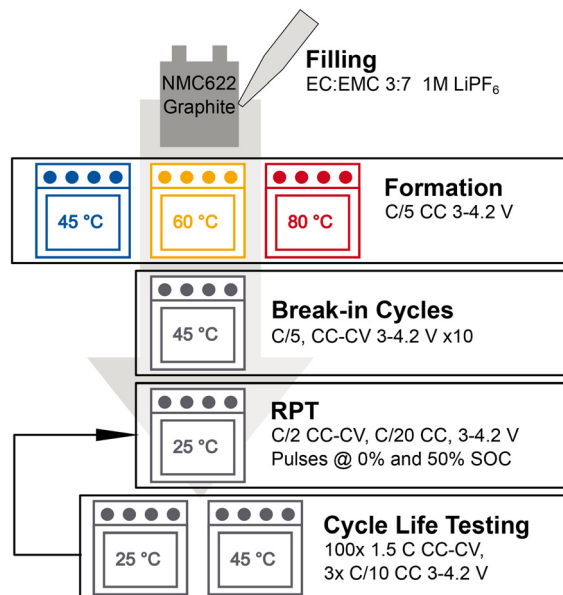 NMC622
Graphite
Filling
EC:EMC 3:7 1M LiPF₆
45 °C
60 °C
80 °C
Formation
C/5 CC 3-4.2 V
45 °C
Break-in Cycles
C/5, CC-CV 3-4.2 V x10
25 °C
RPT
C/2 CC-CV, C/20 CC, 3-4.2 V
Pulses @ 0% and 50% SOC
25 °C
45 °C
Cycle Life Testing
100x 1.5 C CC-CV,
3x C/10 CC 3-4.2 V